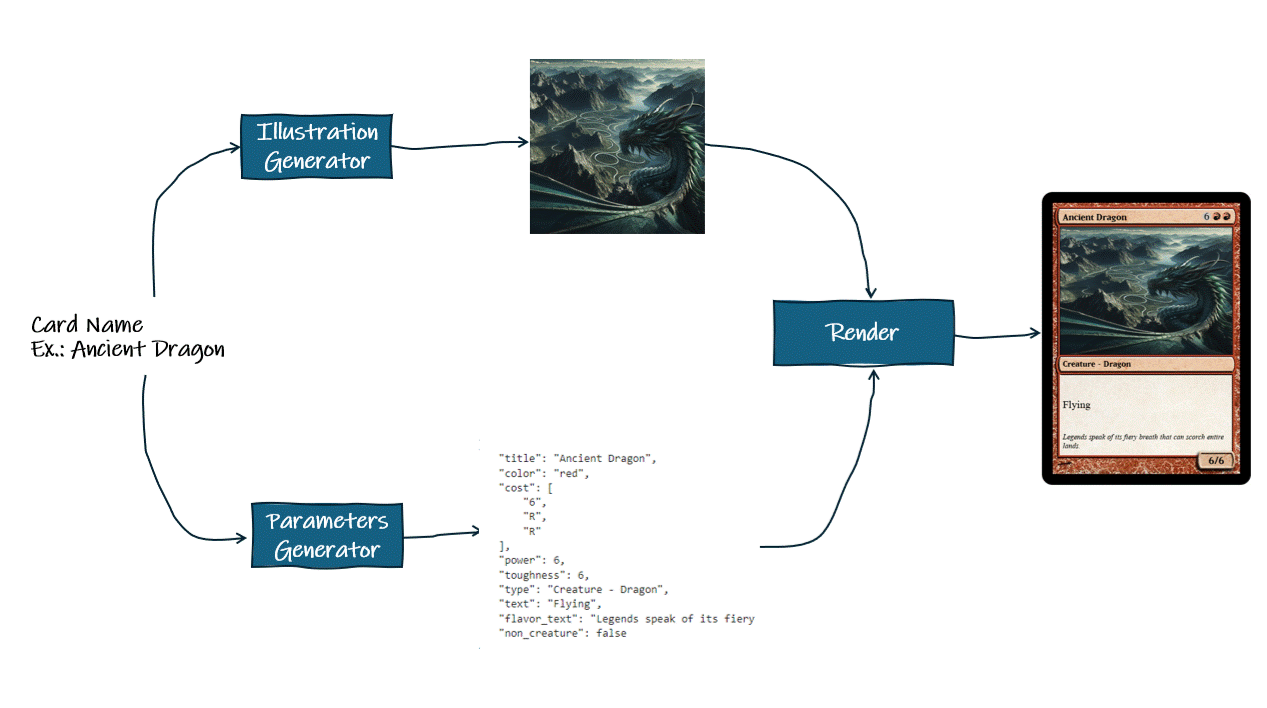 Illustration
Generator
Card Name
Ex.: Ancient Dragon
Parameters
Generator
"title": "Ancient Dragon",
"color": "red",
"cost": [
"6",
"R",
"R"
],
"power": 6,
"toughness": 6,
"type": "Creature - Dragon",
"text": "Flying",
"flavor_text": "Legends speak of its fiery
"non_creature": false
Render
Ancient Dragon 6
Creature - Dragon
Flying
Legends speak of its fiery breath that can scorch entire
lands.
6/6